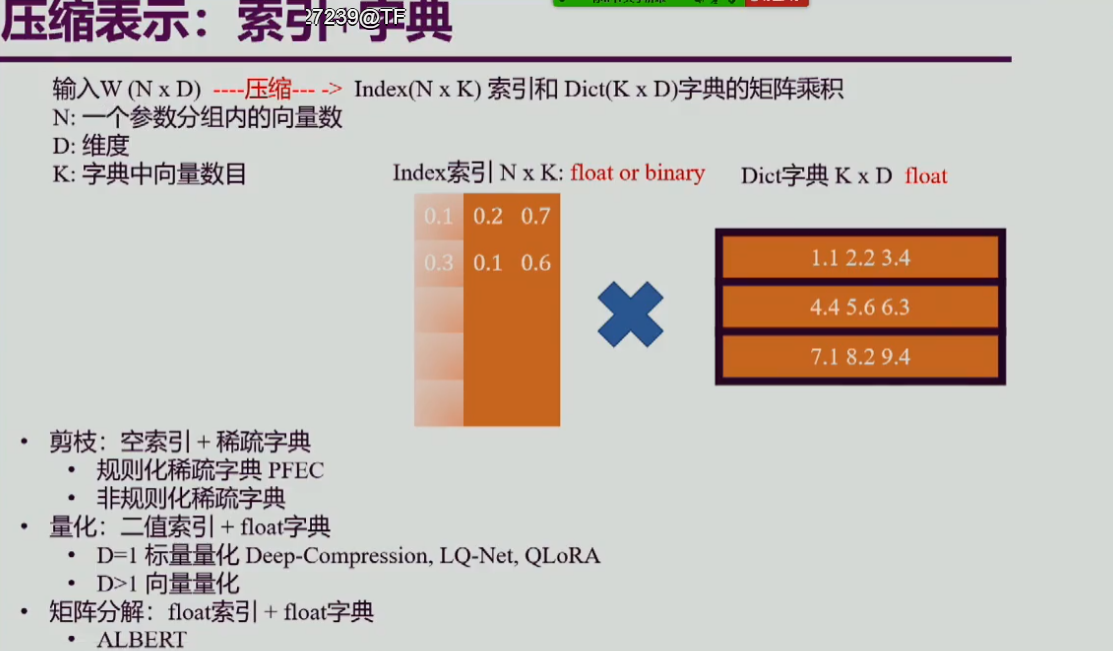 压缩表示：索引+字典
27239@TF
输入W (N x D) ----压缩--- -> Index(N x K) 索引和 Dict(K x D)字典的矩阵乘积
N: 一个参数分组内的向量数
D: 维度
K: 字典中向量数目
Index索引 N x K: float or binary
Dict字典 K x D float
0.1 0.2 0.7
0.3 0.1 0.6
1.1 2.2 3.4
4.4 5.6 6.3
7.1 8.2 9.4
• 剪枝：空索引 + 稀疏字典
• 规则化稀疏字典 PFEC
• 非规则化稀疏字典
• 量化：二值索引 + float字典
• D=1 标量量化 Deep-Compression, LQ-Net, QLoRA
• D>1 向量量化
• 矩阵分解：float索引 + float字典
• ALBERT